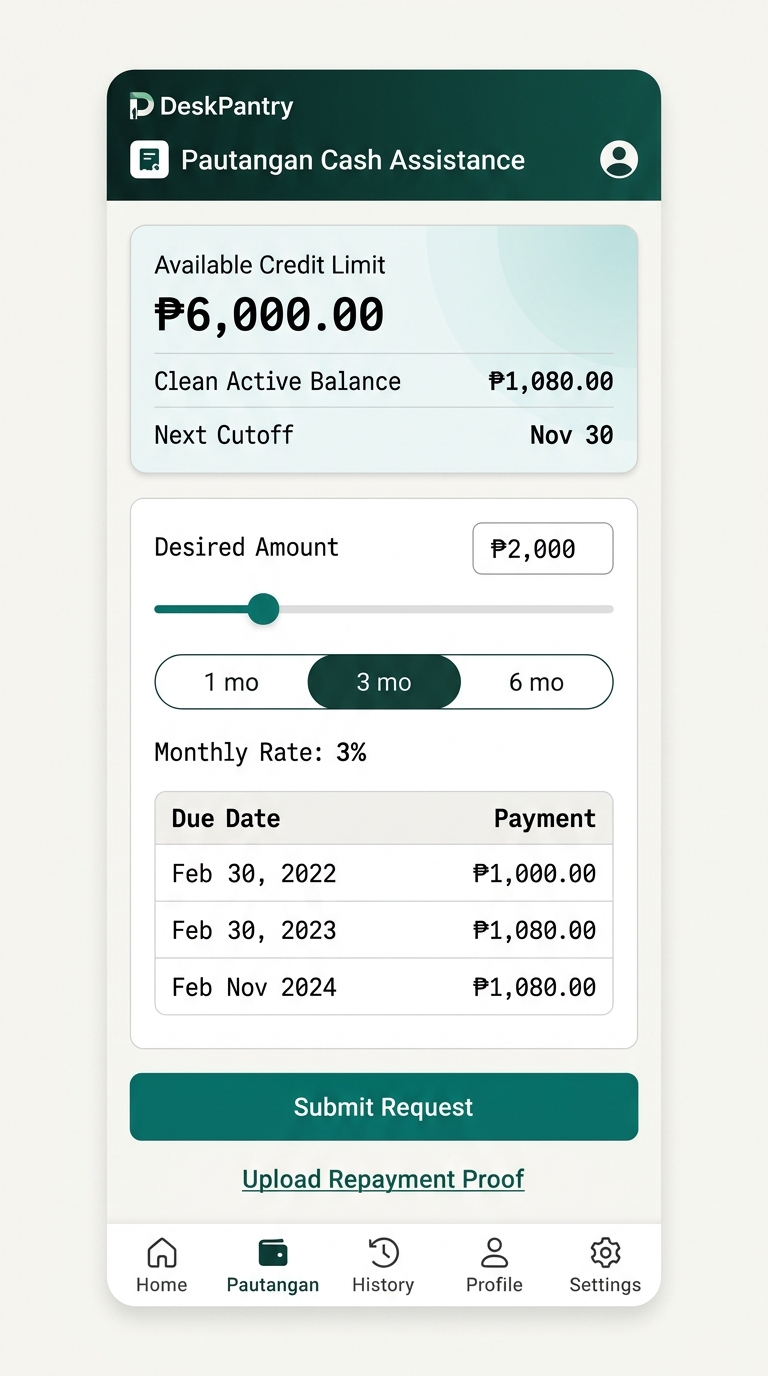 DeskPantry
Pautangan Cash Assistance
Available Credit Limit
₱6,000.00
Clean Active Balance ₱1,080.00
Next Cutoff Nov 30
Desired Amount ₱2,000
1 mo 3 mo 6 mo
Monthly Rate: 3%
Due Date Payment
Feb 30, 2022 ₱1,000.00
Feb 30, 2023 ₱1,080.00
Feb Nov 2024 ₱1,080.00
Submit Request
Upload Repayment Proof
Home Pautangan History Profile Settings